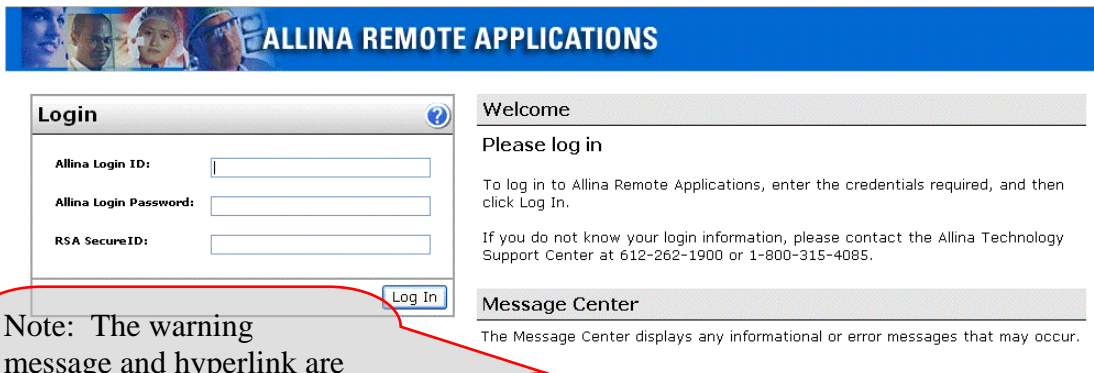 ALLINA REMOTE APPLICATIONS
Login
Allina Login ID:
Allina Login Password:
RSA SecureID:
Log In
Welcome
Please log in
To log in to Allina Remote Applications, enter the credentials required, and then
click Log In.
If you do not know your login information, please contact the Allina Technology
Support Center at 612-262-1900 or 1-800-315-4085.
Message Center
The Message Center displays any informational or error messages that may occur.
Note: The warning
message and hyperlink are